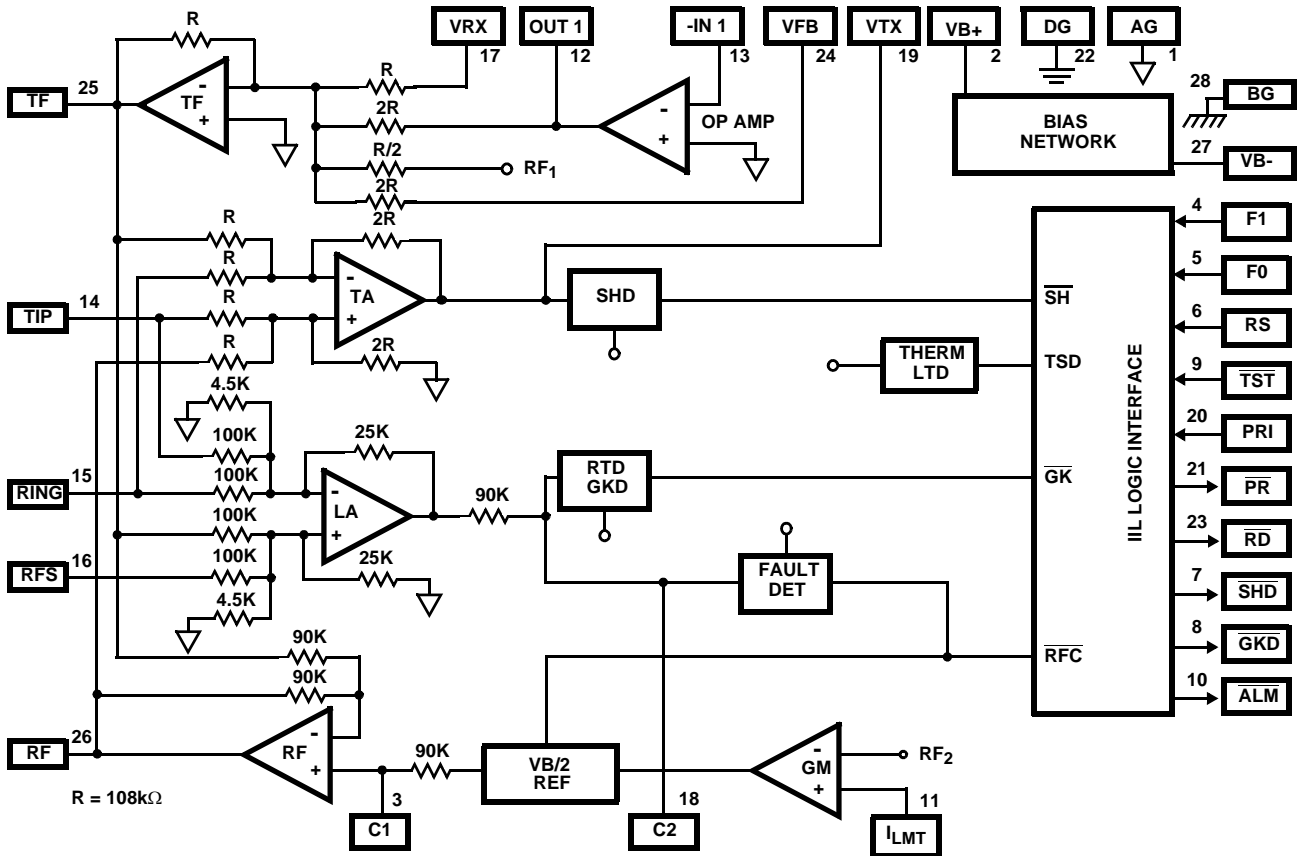 R
VRX
OUT 1
-IN 1
VFB
VTX
VB+
DG
AG
17
12
13
24
19
2
22
1
25
TF
-
TF
+
R
2R
R/2
RF1
2R
-
+
OP AMP
BIAS
NETWORK
28
BG
27
VB-
R
R
2R
-
TA
+
14
TIP
R
R
2R
SHD
SH
THERM
LTD
TSD
IIL LOGIC INTERFACE
4
F1
5
F0
6
RS
9
TST
20
PRI
21
PR
23
RD
7
SHD
8
GKD
10
ALM
4.5K
100K
25K
15
RING
100K
-
LA
+
90K
RTD
GKD
GK
100K
16
RFS
100K
25K
4.5K
FAULT
DET
RFC
90K
90K
26
RF
-
RF
+
90K
VB/2
REF
-
GM
+
RF2
R = 108kΩ
3
C1
18
C2
11
ILMT